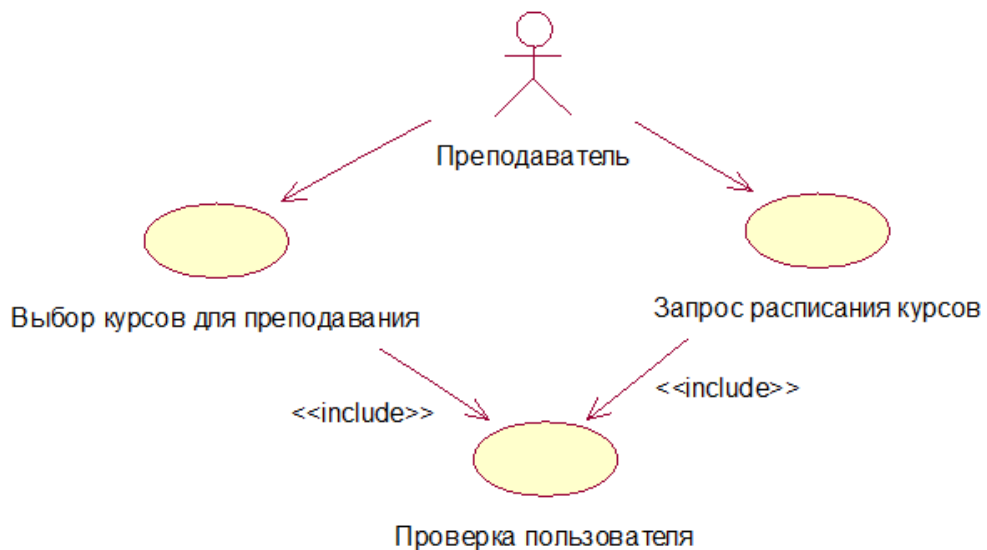 Преподаватель
Выбор курсов для преподавания
Запрос расписания курсов
<<include>>
<<include>>
Проверка пользователя